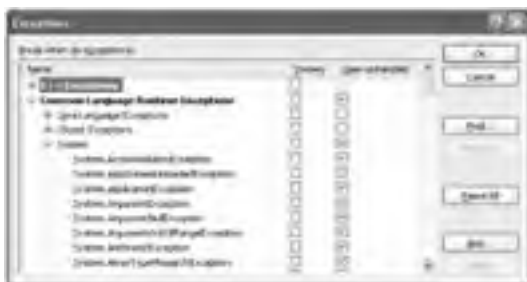 Exceptions
Break when an exception is:
Name Thrown User-unhandled
C++ Exceptions
Common Language Runtime Exceptions
System
System.AccessViolationException
System.ApplicationException
System.ArgumentException
System.ArgumentNullException
System.ArgumentOutOfRangeException
System.ArithmeticException
System.ArrayTypeMismatchException
OK
Cancel
Find...
Reset All
Add...